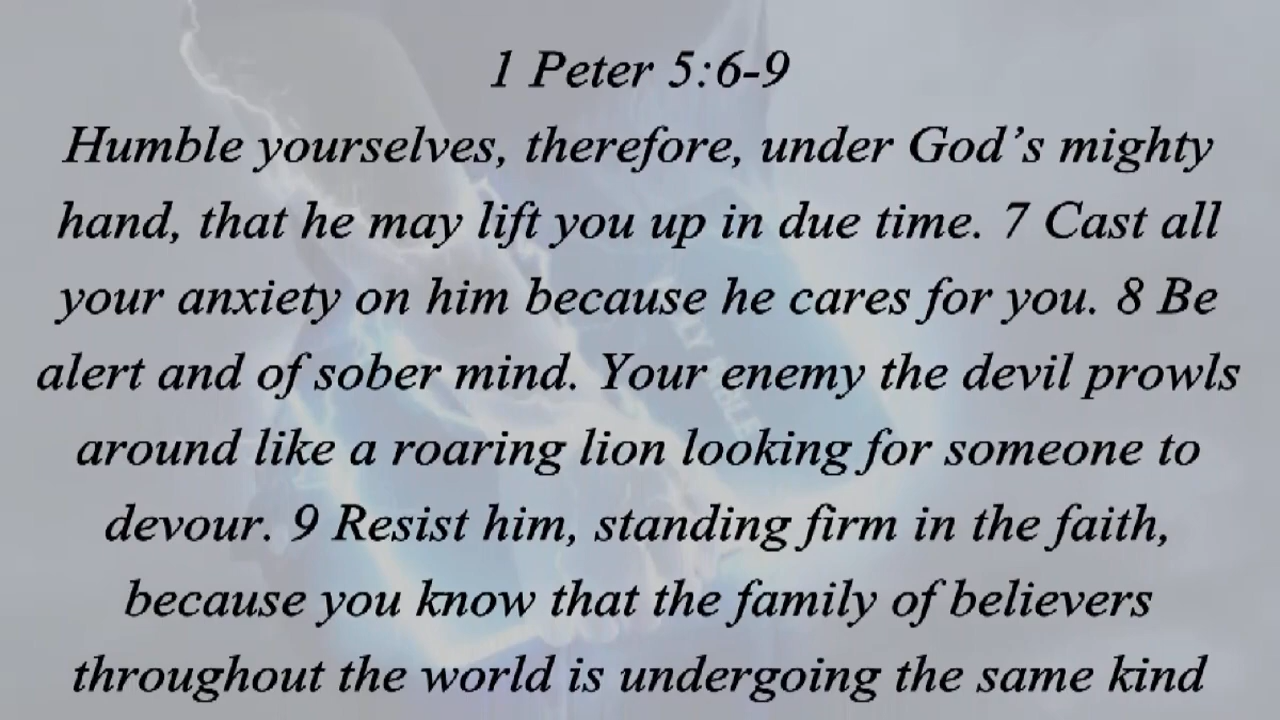 1 Peter 5:6-9
Humble yourselves, therefore, under God’s mighty
hand, that he may lift you up in due time. 7 Cast all
your anxiety on him because he cares for you. 8 Be
alert and of sober mind. Your enemy the devil prowls
around like a roaring lion looking for someone to
devour. 9 Resist him, standing firm in the faith,
because you know that the family of believers
throughout the world is undergoing the same kind